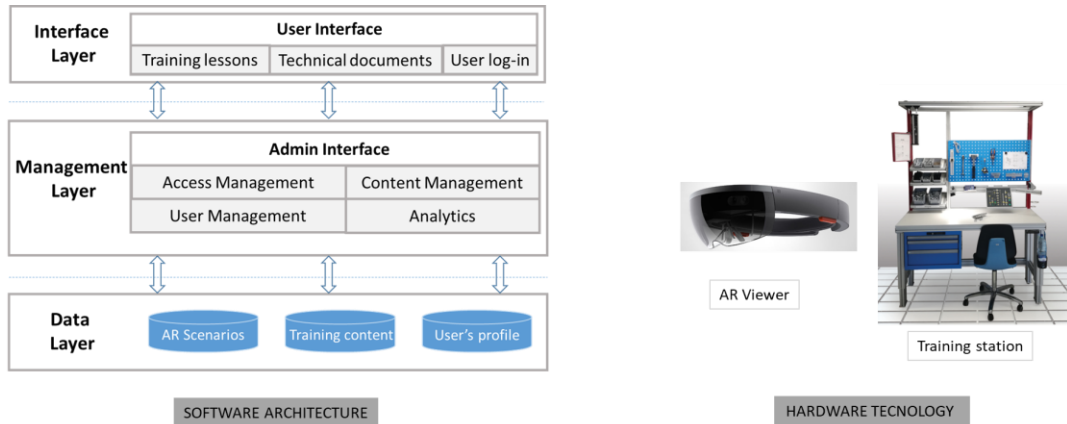 Interface
Layer
User Interface
Training lessons
Technical documents
User log-in
Management
Layer
Admin Interface
Access Management
Content Management
User Management
Analytics
Data
Layer
AR Scenarios
Training content
User's profile
SOFTWARE ARCHITECTURE
AR Viewer
Training station
HARDWARE TECNOLOGY